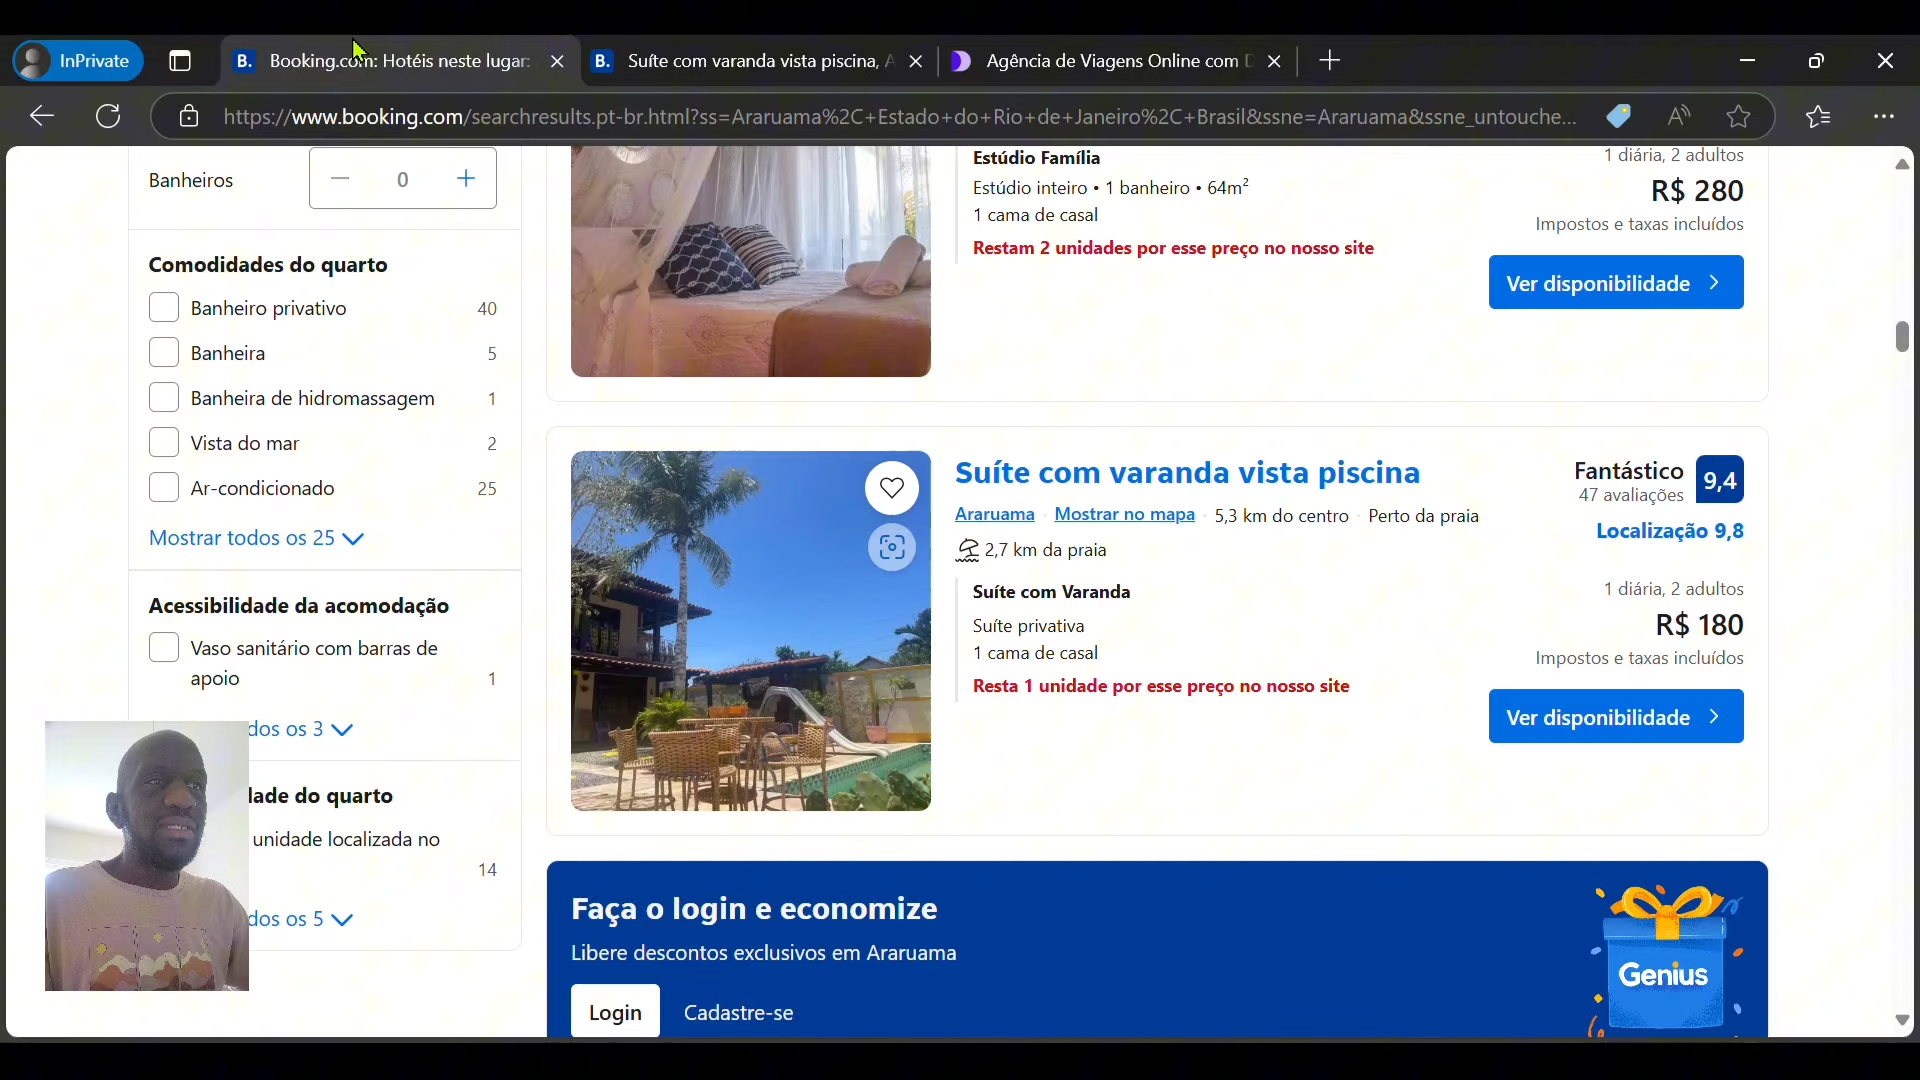 InPrivate
B. Booking.com: Hotéis neste lugar:
B. Suíte com varanda vista piscina, A
Agência de Viagens Online com D
https://www.booking.com/searchresults.pt-br.html?ss=Araruama%2C+Estado+do+Rio+de+Janeiro%2C+Brasil&ssne=Araruama&ssne_untouche...
Banheiros
0
Comodidades do quarto
Banheiro privativo 40
Banheira 5
Banheira de hidromassagem 1
Vista do mar 2
Ar-condicionado 25
Mostrar todos os 25
Acessibilidade da acomodação
Vaso sanitário com barras de
apoio 1
dos os 3
lade do quarto
unidade localizada no
14
dos os 5
Estúdio Família
Estúdio inteiro • 1 banheiro • 64m²
1 cama de casal
Restam 2 unidades por esse preço no nosso site
1 diária, 2 adultos
R$ 280
Impostos e taxas incluídos
Ver disponibilidade
Suíte com varanda vista piscina
Araruama Mostrar no mapa 5,3 km do centro Perto da praia
2,7 km da praia
Suíte com Varanda
Suíte privativa
1 cama de casal
Resta 1 unidade por esse preço no nosso site
Fantástico 9,4
47 avaliações
Localização 9,8
1 diária, 2 adultos
R$ 180
Impostos e taxas incluídos
Ver disponibilidade
Faça o login e economize
Libere descontos exclusivos em Araruama
Login Cadastre-se
Genius